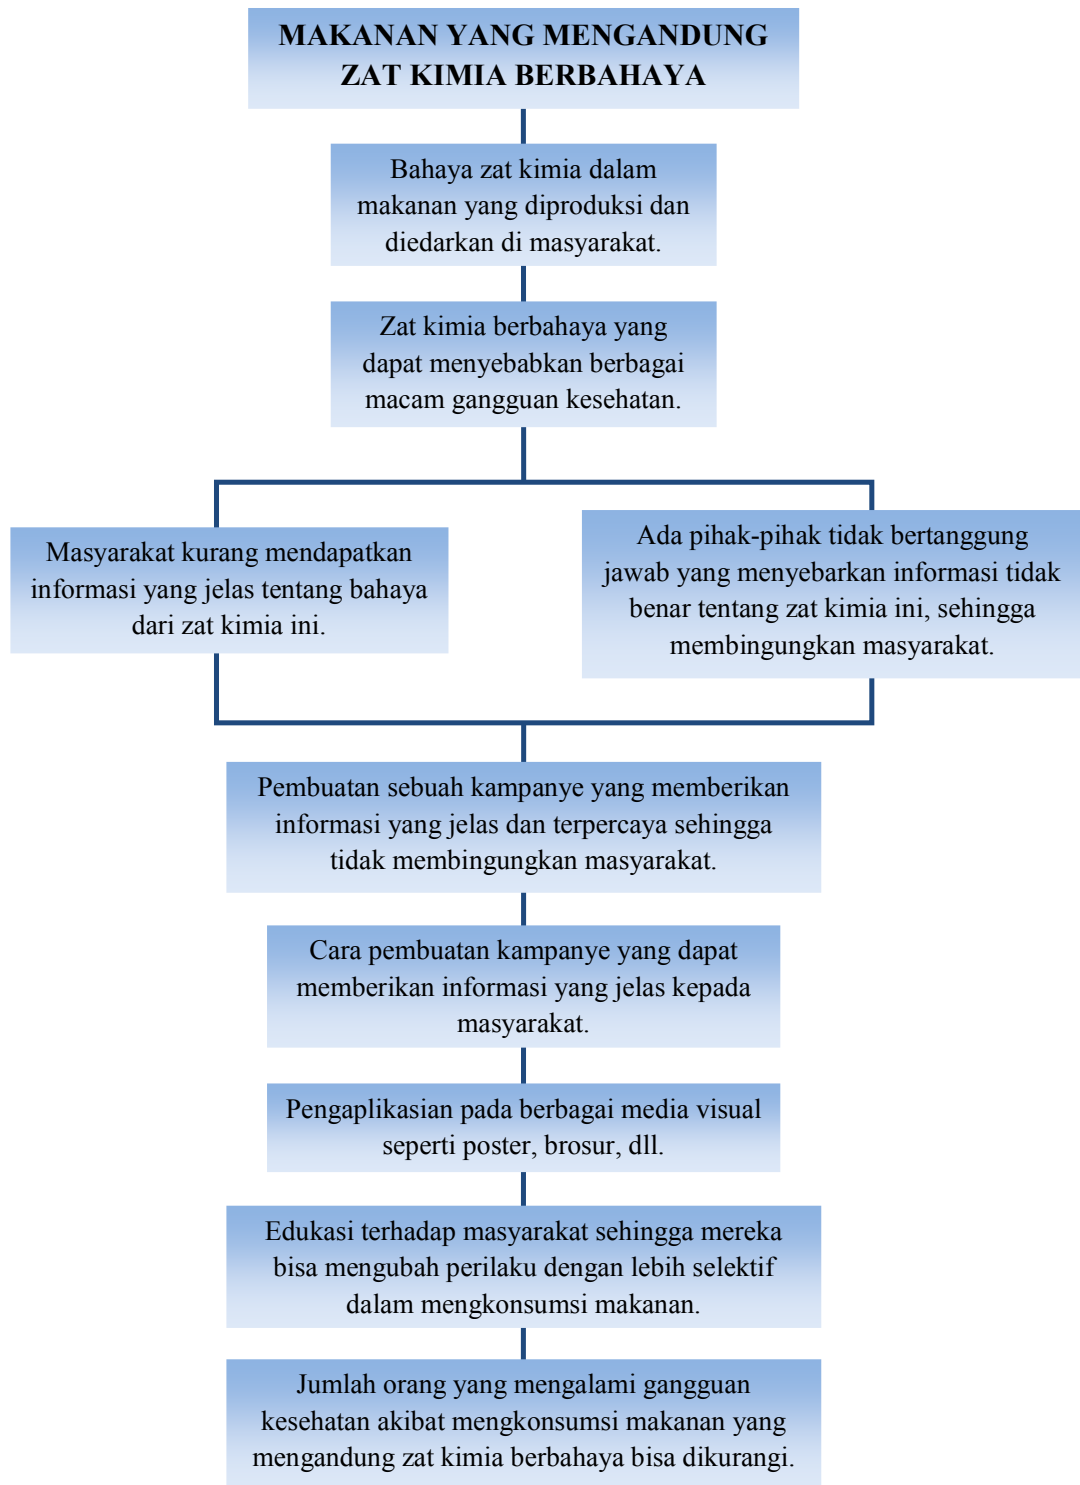 MAKANAN YANG MENGANDUNG
ZAT KIMIA BERBAHAYA
Bahaya zat kimia dalam
makanan yang diproduksi dan
diedarkan di masyarakat.
Zat kimia berbahaya yang
dapat menyebabkan berbagai
macam gangguan kesehatan.
Masyarakat kurang mendapatkan
informasi yang jelas tentang bahaya
dari zat kimia ini.
Ada pihak-pihak tidak bertanggung
jawab yang menyebarkan informasi tidak
benar tentang zat kimia ini, sehingga
membingungkan masyarakat.
Pembuatan sebuah kampanye yang memberikan
informasi yang jelas dan terpercaya sehingga
tidak membingungkan masyarakat.
Cara pembuatan kampanye yang dapat
memberikan informasi yang jelas kepada
masyarakat.
Pengaplikasian pada berbagai media visual
seperti poster, brosur, dll.
Edukasi terhadap masyarakat sehingga mereka
bisa mengubah perilaku dengan lebih selektif
dalam mengkonsumsi makanan.
Jumlah orang yang mengalami gangguan
kesehatan akibat mengkonsumsi makanan yang
mengandung zat kimia berbahaya bisa dikurangi.